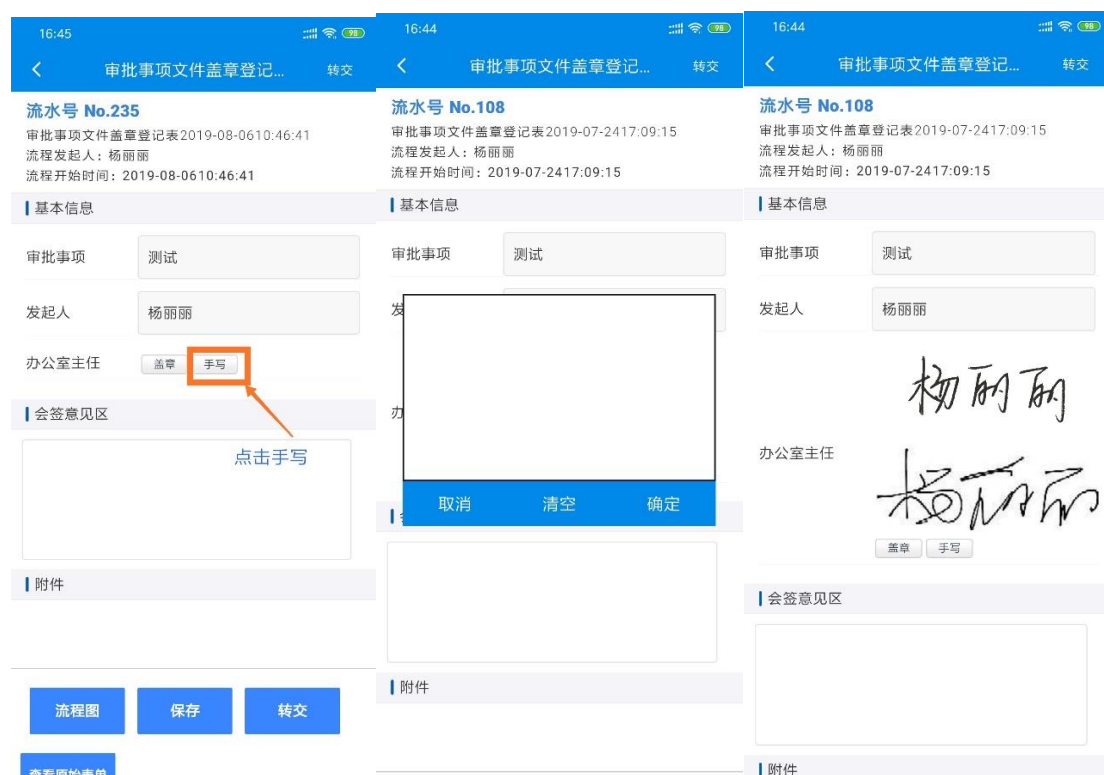 16:45
98
审批事项文件盖章登记...
转交
流水号 No.235
审批事项文件盖章登记表2019-08-0610:46:41
流程发起人：杨丽丽
流程开始时间：2019-08-0610:46:41
基本信息
审批事项
测试
发起人
杨丽丽
办公室主任
盖章
手写
会签意见区
点击手写
附件
流程图
保存
转交
查看原始表单
16:44
98
审批事项文件盖章登记...
转交
流水号 No.108
审批事项文件盖章登记表2019-07-2417:09:15
流程发起人：杨丽丽
流程开始时间：2019-07-2417:09:15
基本信息
审批事项
测试
发
办
取消
清空
确定
附件
16:44
98
审批事项文件盖章登记...
转交
流水号 No.108
审批事项文件盖章登记表2019-07-2417:09:15
流程发起人：杨丽丽
流程开始时间：2019-07-2417:09:15
基本信息
审批事项
测试
发起人
杨丽丽
杨丽丽
办公室主任
杨丽丽
盖章
手写
会签意见区
附件